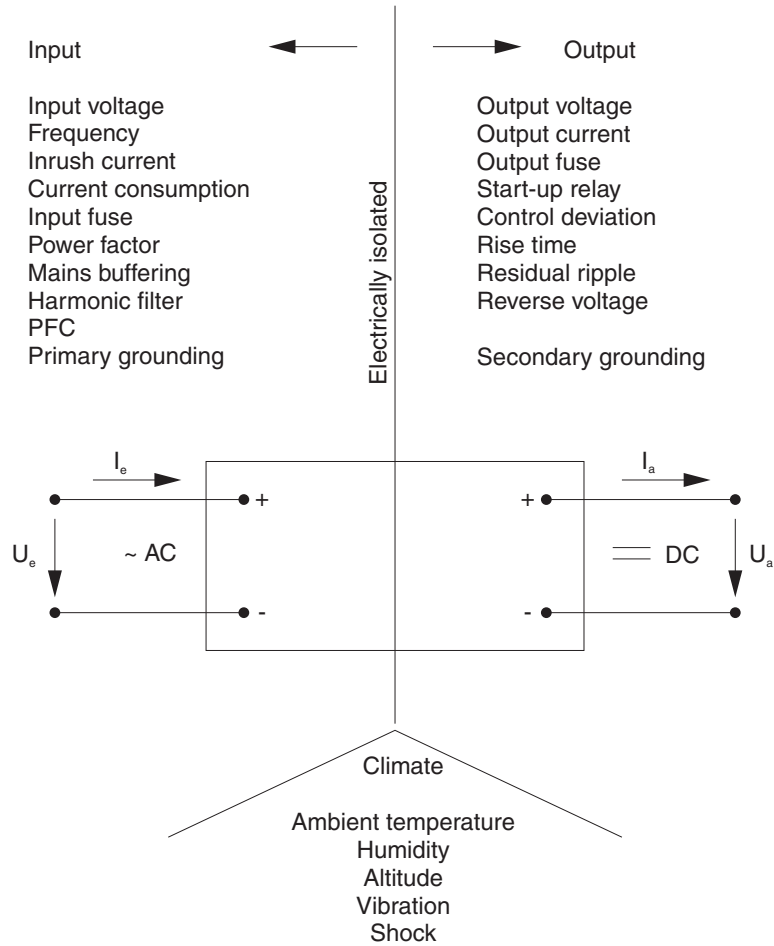 Input
Output
Input voltage
Frequency
Inrush current
Current consumption
Input fuse
Power factor
Mains buffering
Harmonic filter
PFC
Primary grounding
Electrically isolated
Output voltage
Output current
Output fuse
Start-up relay
Control deviation
Rise time
Residual ripple
Reverse voltage
Secondary grounding
Ie
+
Ue
~ AC
-
Ia
+
DC
Ua
-
Climate
Ambient temperature
Humidity
Altitude
Vibration
Shock